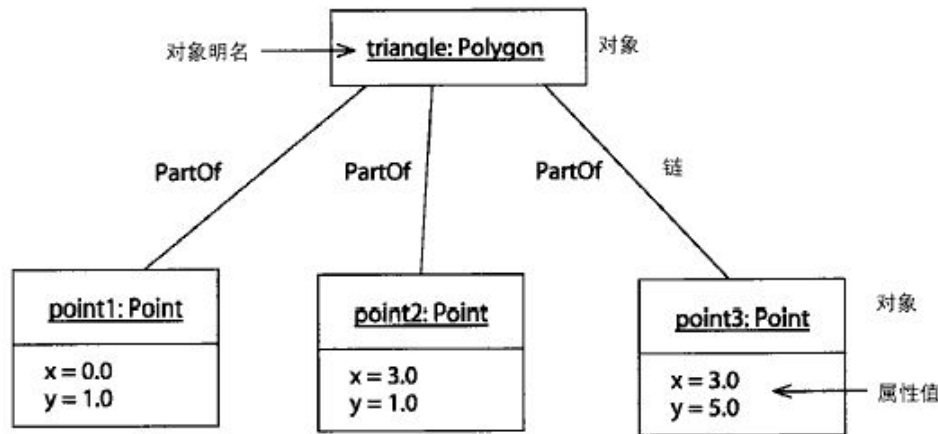 对象明名
triangle: Polygon
对象
PartOf
PartOf
PartOf
链
point1: Point
x = 0.0
y = 1.0
point2: Point
x = 3.0
y = 1.0
point3: Point
x = 3.0
y = 5.0
对象
属性值